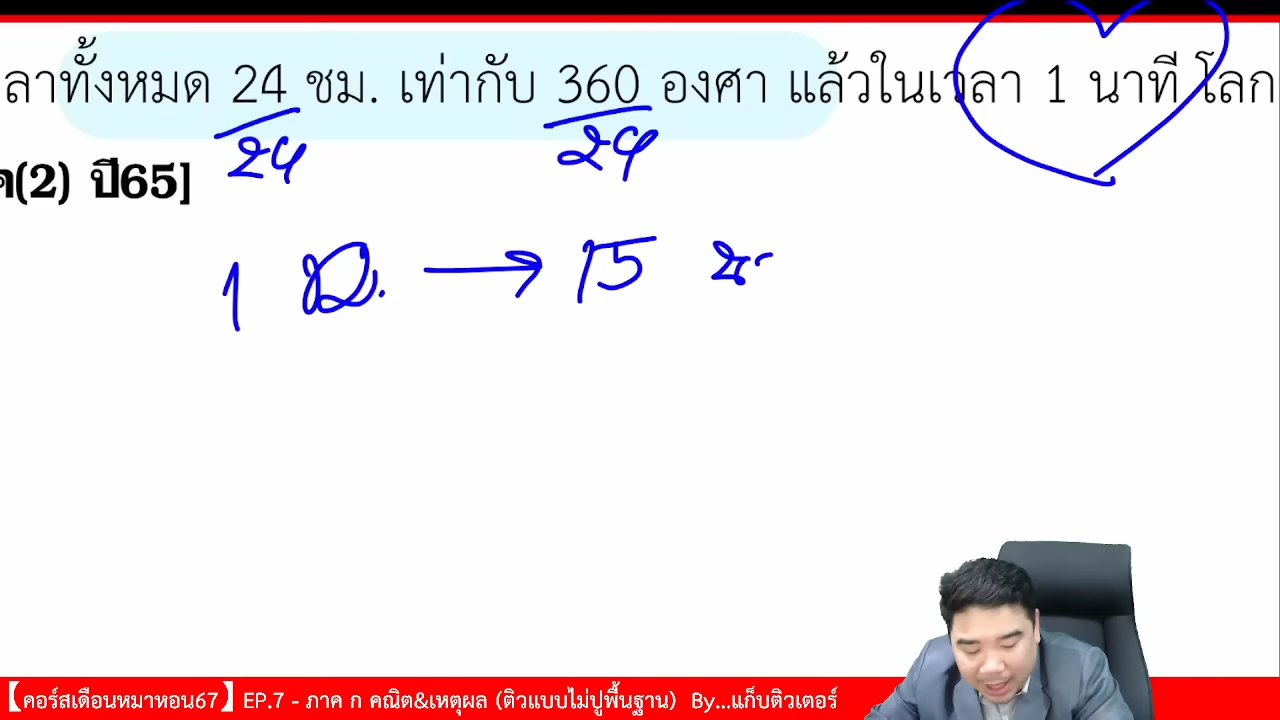 ลาทั้งหมด 24 ชม. เท่ากับ 360 องศา แล้วในเวลา 1 นาที โลก
24 24
ค(2) ปี65]
1 ชม. → 15
【คอร์สเดือนหมาหอน67】EP.7 - ภาค ก คณิต&เหตุผล (ติวแบบไม่ปูพื้นฐาน) By...แก็บติวเตอร์